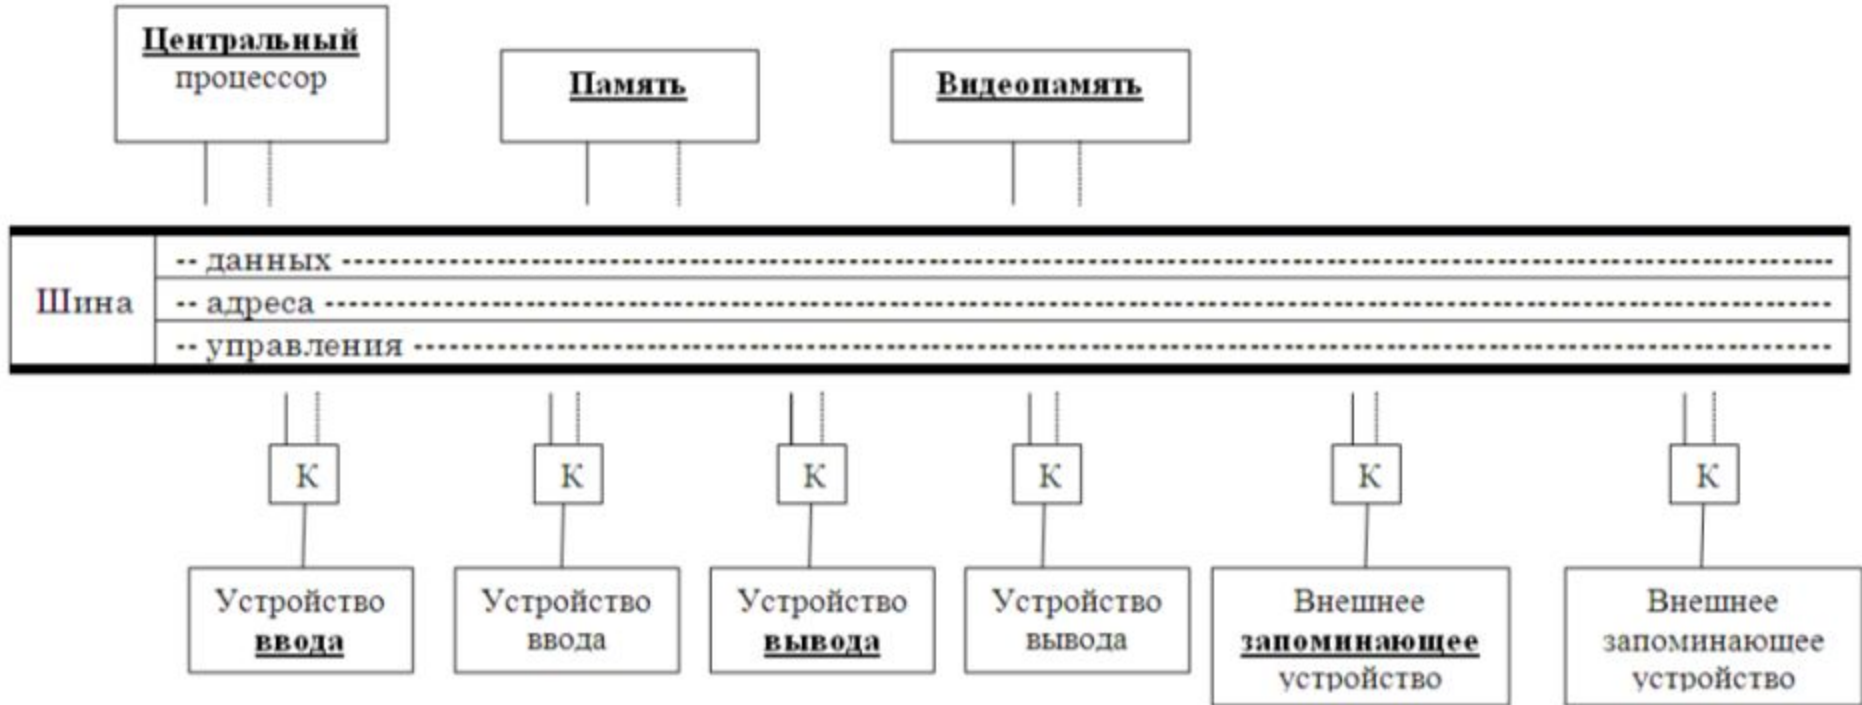 Центральный
процессор
Память
Видеопамять
Шина
-- данных --
-- адреса --
-- управления --
К
К
К
К
К
К
Устройство
ввода
Устройство
ввода
Устройство
вывода
Устройство
вывода
Внешнее
запоминающее
устройство
Внешнее
запоминающее
устройство